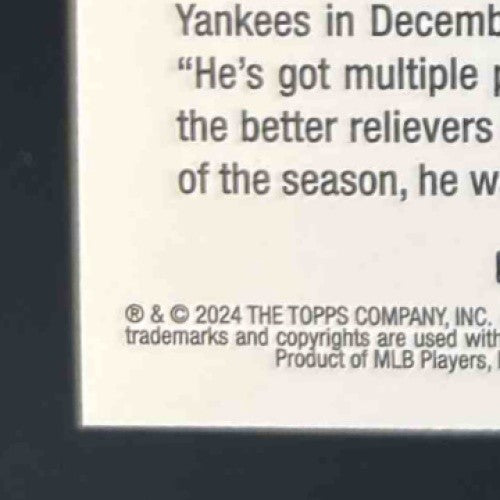 Yankees in Decemb
“He’s got multiple
the better relievers
of the season, he w
® & © 2024 THE TOPPS COMPANY, INC.
trademarks and copyrights are used with
Product of MLB Players,